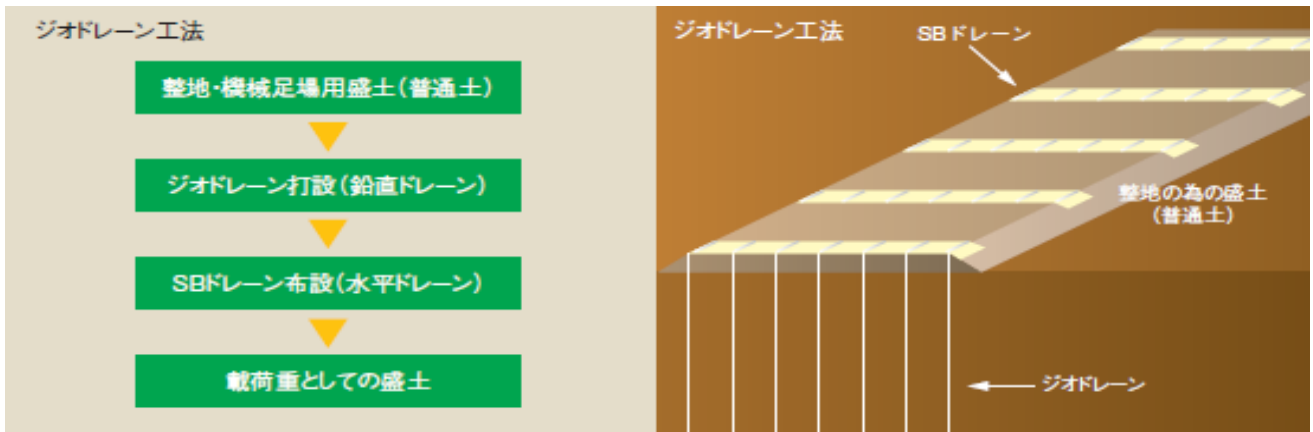 ジオドレーン工法
整地・機械足場用盛土(普通土)
ジオドレーン打設(鉛直ドレーン)
SBドレーン布設(水平ドレーン)
載荷重としての盛土
ジオドレーン工法
SBドレーン
整地の為の盛土
(普通土)
ジオドレーン